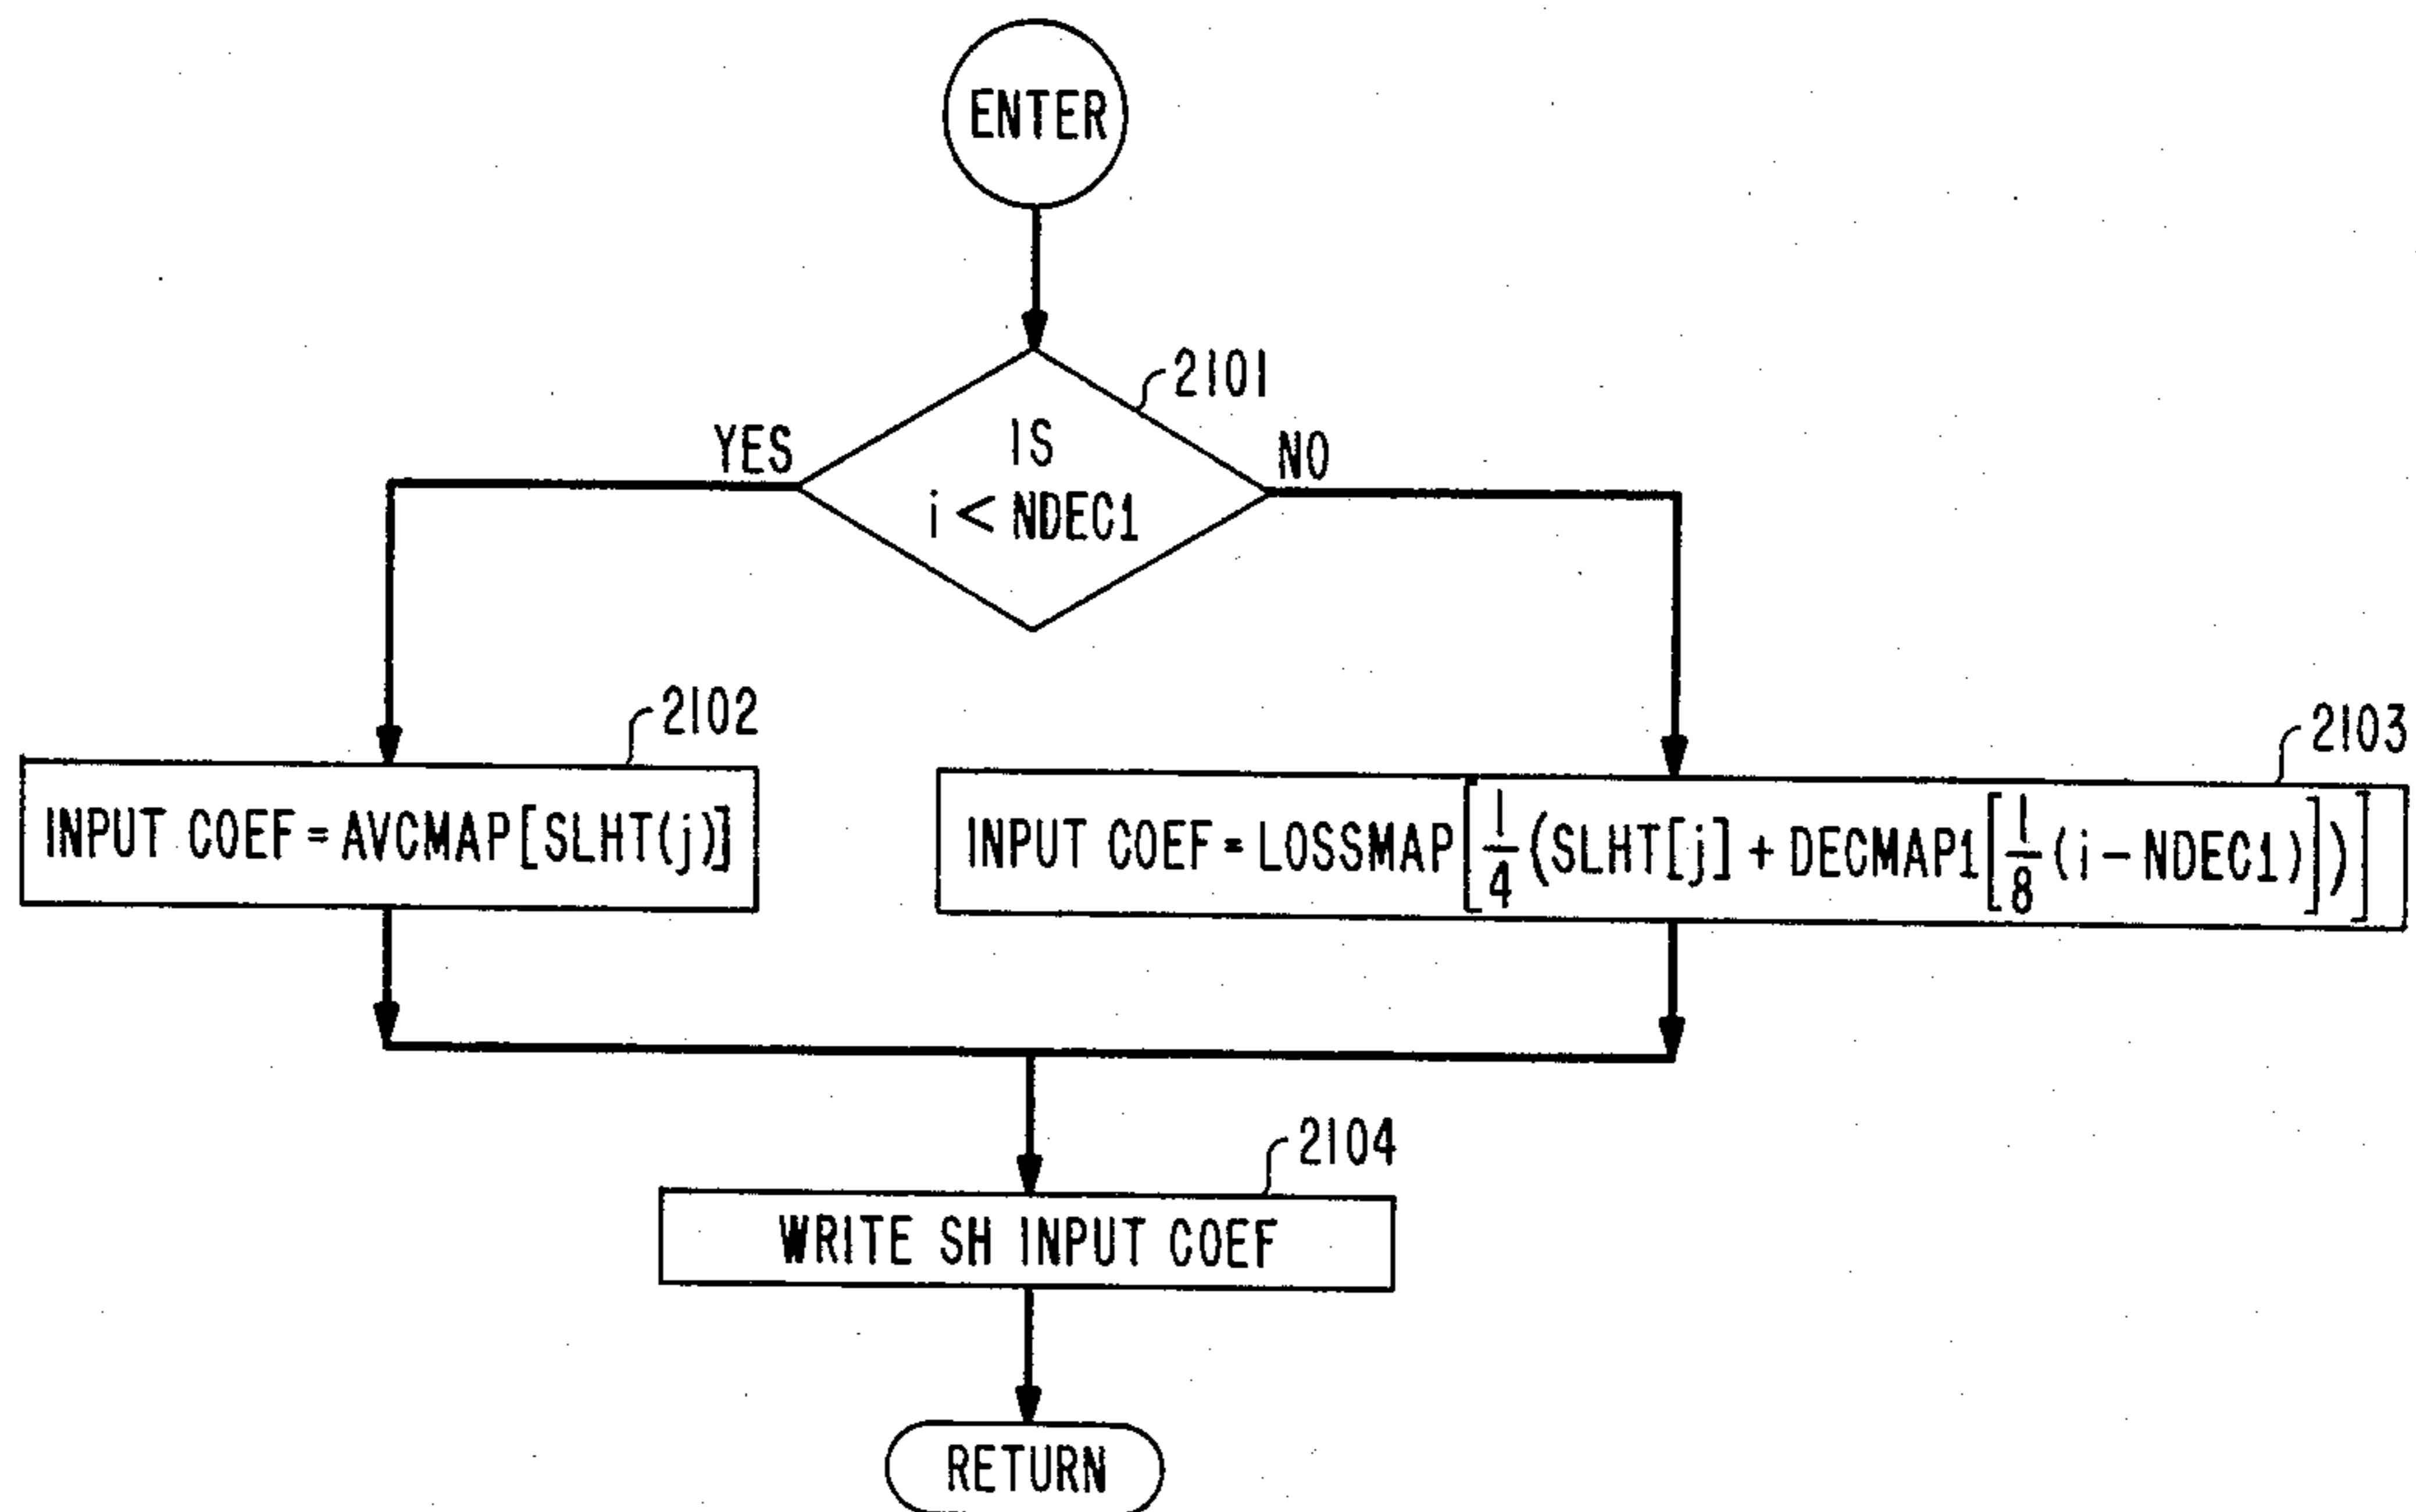 ENTER
2101
IS
i < NDEC1
YES
NO
2102
INPUT COEF = AVCMAP[SLHT(j)]
2103
INPUT COEF = LOSSMAP[1/4(SLHT[j] + DECMAP1[1/8(i - NDEC1)])]
2104
WRITE SH INPUT COEF
RETURN